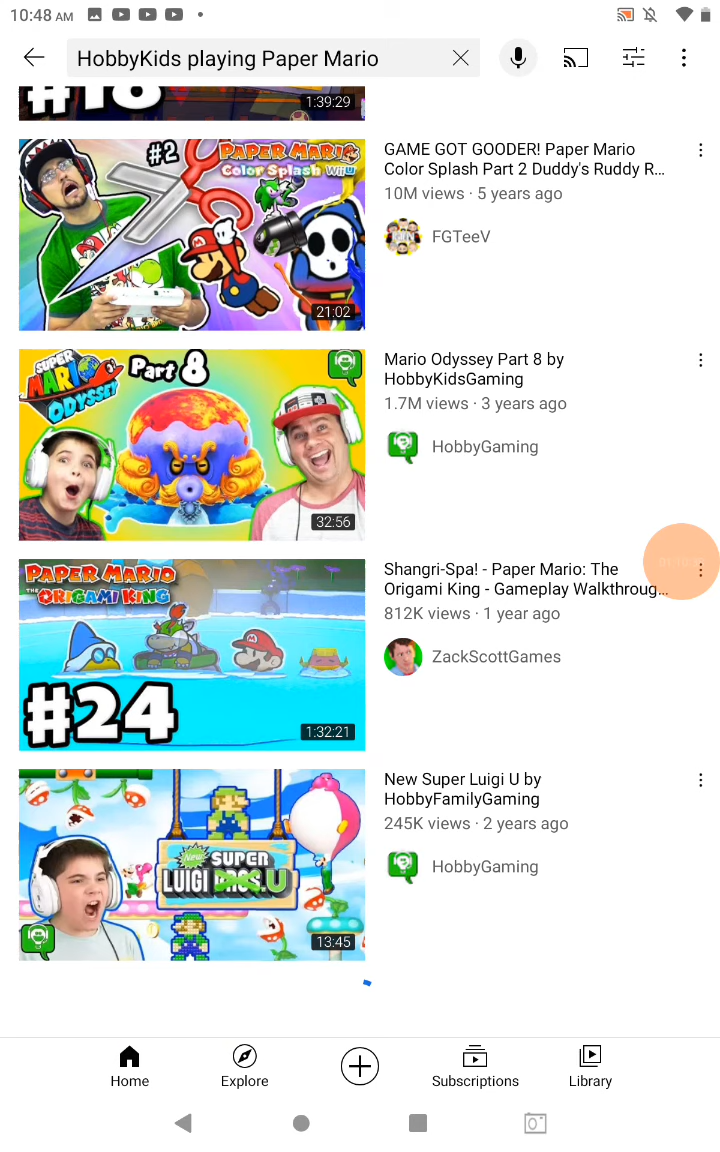 10:48 AM
HobbyKids playing Paper Mario
#18
1:39:29
#2
PAPER MARIO
Color Splash Wii U
21:02
GAME GOT GOODER! Paper Mario
Color Splash Part 2 Duddy's Ruddy R...
10M views · 5 years ago
FGTeeV
SUPER
MARIO
ODYSSEY
Part 8
32:56
Mario Odyssey Part 8 by
HobbyKidsGaming
1.7M views · 3 years ago
HobbyGaming
PAPER MARIO
THE ORIGAMI KING
#24
1:32:21
Shangri-Spa! - Paper Mario: The
Origami King - Gameplay Walkthroug...
812K views · 1 year ago
ZackScottGames
New SUPER
LUIGI BROS. U
13:45
New Super Luigi U by
HobbyFamilyGaming
245K views · 2 years ago
HobbyGaming
Home
Explore
Subscriptions
Library